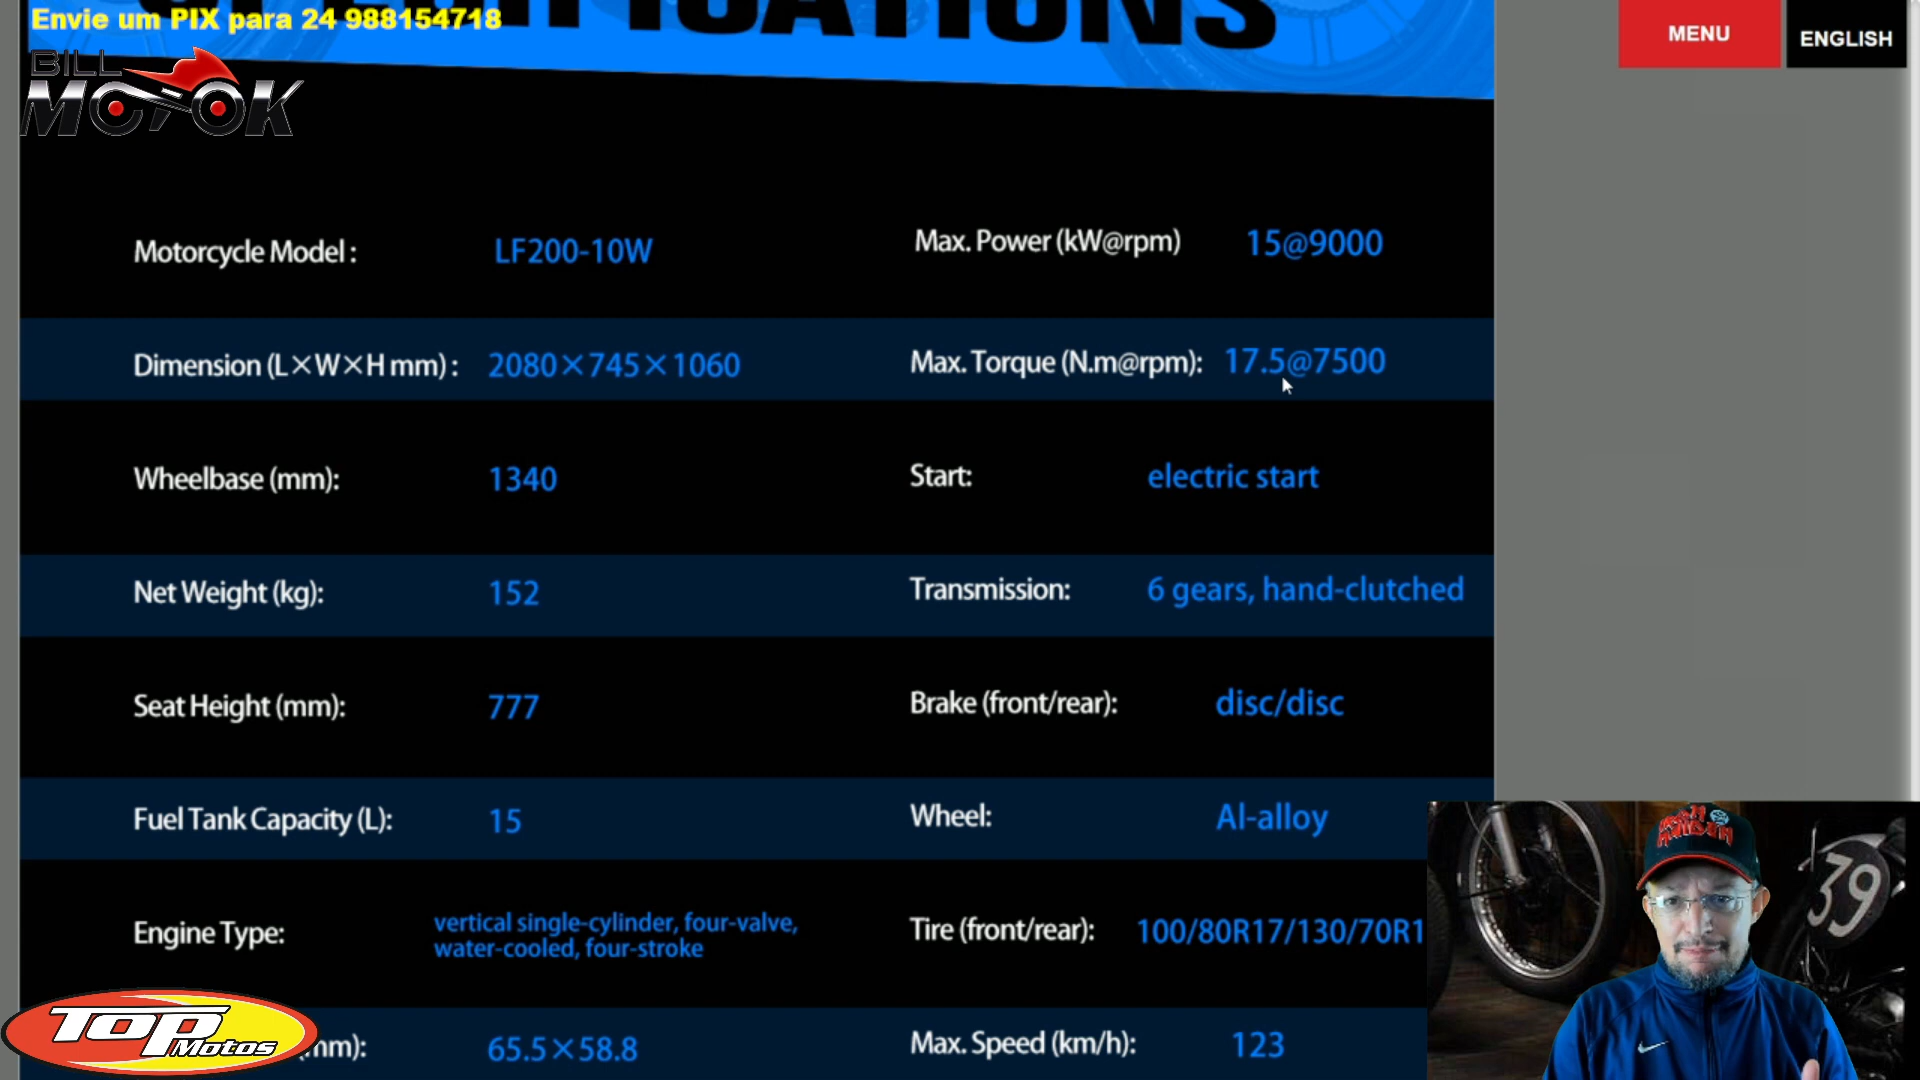 Envie um PIX para 24 988154718
MENU
ENGLISH
BILL
MOTOK
Motorcycle Model : LF200-10W
Max. Power (kW@rpm) 15@9000
Dimension (L×W×H mm) : 2080×745×1060
Max. Torque (N.m@rpm): 17.5@7500
Wheelbase (mm): 1340
Start: electric start
Net Weight (kg): 152
Transmission: 6 gears, hand-clutched
Seat Height (mm): 777
Brake (front/rear): disc/disc
Fuel Tank Capacity (L): 15
Wheel: Al-alloy
Engine Type: vertical single-cylinder, four-valve,
water-cooled, four-stroke
Tire (front/rear): 100/80R17/130/70R1
TOP
Motos
mm): 65.5×58.8
Max. Speed (km/h): 123
IRON
MAIDEN
39